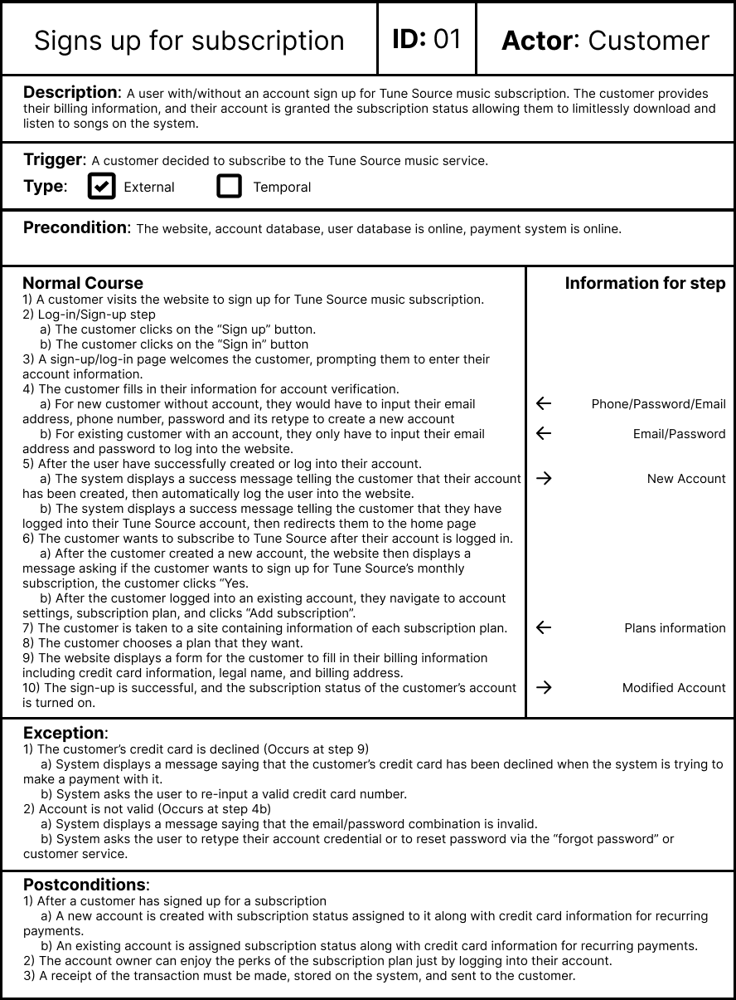 Signs up for subscription
ID: 01
Actor: Customer
Description: A user with/without an account sign up for Tune Source music subscription. The customer provides
their billing information, and their account is granted the subscription status allowing them to limitlessly download and
listen to songs on the system.
Trigger: A customer decided to subscribe to the Tune Source music service.
Type: External Temporal
Precondition: The website, account database, user database is online, payment system is online.
Normal Course
Information for step
1) A customer visits the website to sign up for Tune Source music subscription.
2) Log-in/Sign-up step
a) The customer clicks on the “Sign up” button.
b) The customer clicks on the “Sign in” button
3) A sign-up/log-in page welcomes the customer, prompting them to enter their
account information.
4) The customer fills in their information for account verification.
a) For new customer without account, they would have to input their email
← Phone/Password/Email
address, phone number, password and its retype to create a new account
b) For existing customer with an account, they only have to input their email
← Email/Password
address and password to log into the website.
5) After the user have successfully created or log into their account.
a) The system displays a success message telling the customer that their account
→ New Account
has been created, then automatically log the user into the website.
b) The system displays a success message telling the customer that they have
logged into their Tune Source account, then redirects them to the home page
6) The customer wants to subscribe to Tune Source after their account is logged in.
a) After the customer created a new account, the website then displays a
message asking if the customer wants to sign up for Tune Source’s monthly
subscription, the customer clicks “Yes.
b) After the customer logged into an existing account, they navigate to account
settings, subscription plan, and clicks “Add subscription”.
7) The customer is taken to a site containing information of each subscription plan.
← Plans information
8) The customer chooses a plan that they want.
9) The website displays a form for the customer to fill in their billing information
including credit card information, legal name, and billing address.
10) The sign-up is successful, and the subscription status of the customer’s account
→ Modified Account
is turned on.
Exception:
1) The customer’s credit card is declined (Occurs at step 9)
a) System displays a message saying that the customer’s credit card has been declined when the system is trying to
make a payment with it.
b) System asks the user to re-input a valid credit card number.
2) Account is not valid (Occurs at step 4b)
a) System displays a message saying that the email/password combination is invalid.
b) System asks the user to retype their account credential or to reset password via the “forgot password” or
customer service.
Postconditions:
1) After a customer has signed up for a subscription
a) A new account is created with subscription status assigned to it along with credit card information for recurring
payments.
b) An existing account is assigned subscription status along with credit card information for recurring payments.
2) The account owner can enjoy the perks of the subscription plan just by logging into their account.
3) A receipt of the transaction must be made, stored on the system, and sent to the customer.